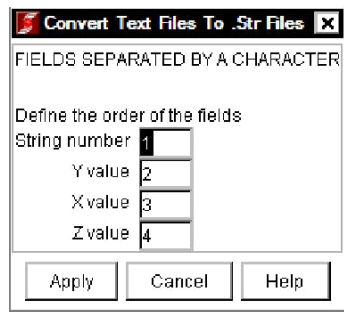 Convert Text Files To .Str Files
FIELDS SEPARATED BY A CHARACTER
Define the order of the fields
String number 1
Y value 2
X value 3
Z value 4
Apply Cancel Help